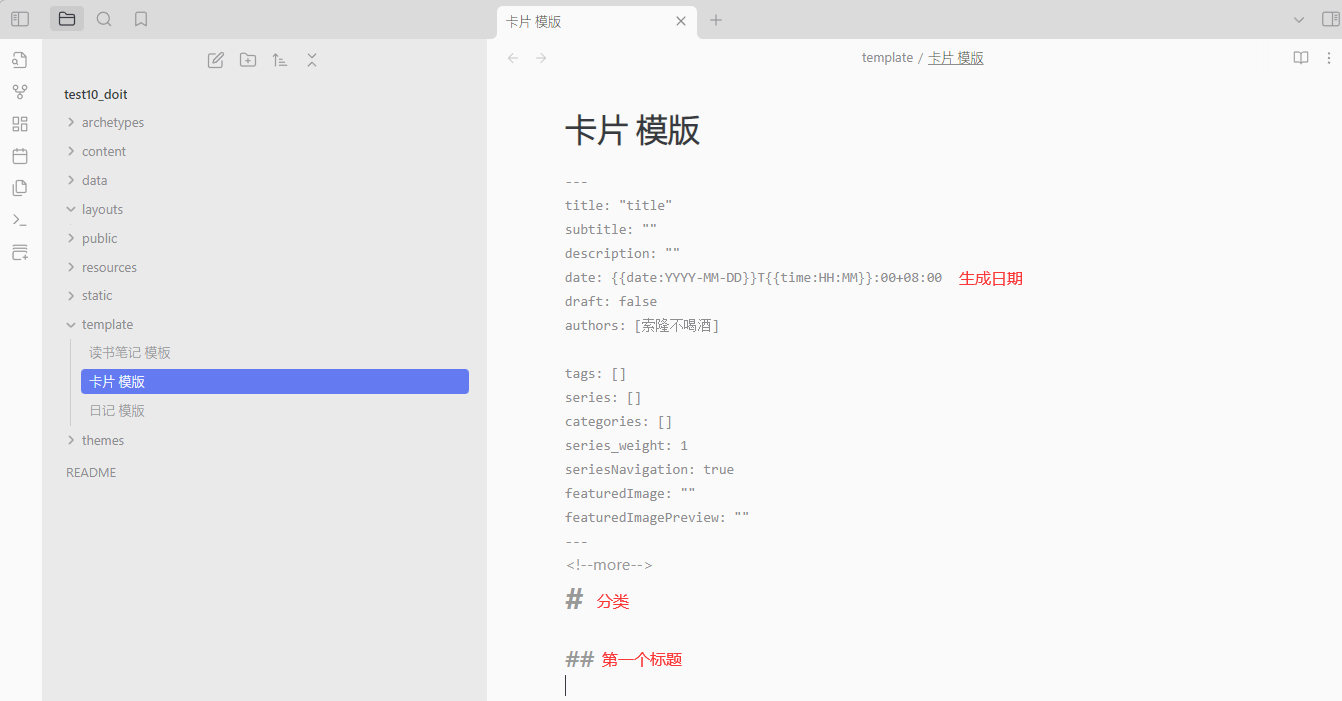 卡片 模版
template / 卡片 模版
test10_doit
archetypes
content
data
layouts
public
resources
static
template
读书笔记 模板
卡片 模版
日记 模版
themes
README
卡片 模版
---
title: "title"
subtitle: ""
description: ""
date: {{date:YYYY-MM-DD}}T{{time:HH:MM}}:00+08:00 生成日期
draft: false
authors: [索隆不喝酒]
tags: []
series: []
categories: []
series_weight: 1
seriesNavigation: true
featuredImage: ""
featuredImagePreview: ""
---
<!--more-->
# 分类
## 第一个标题